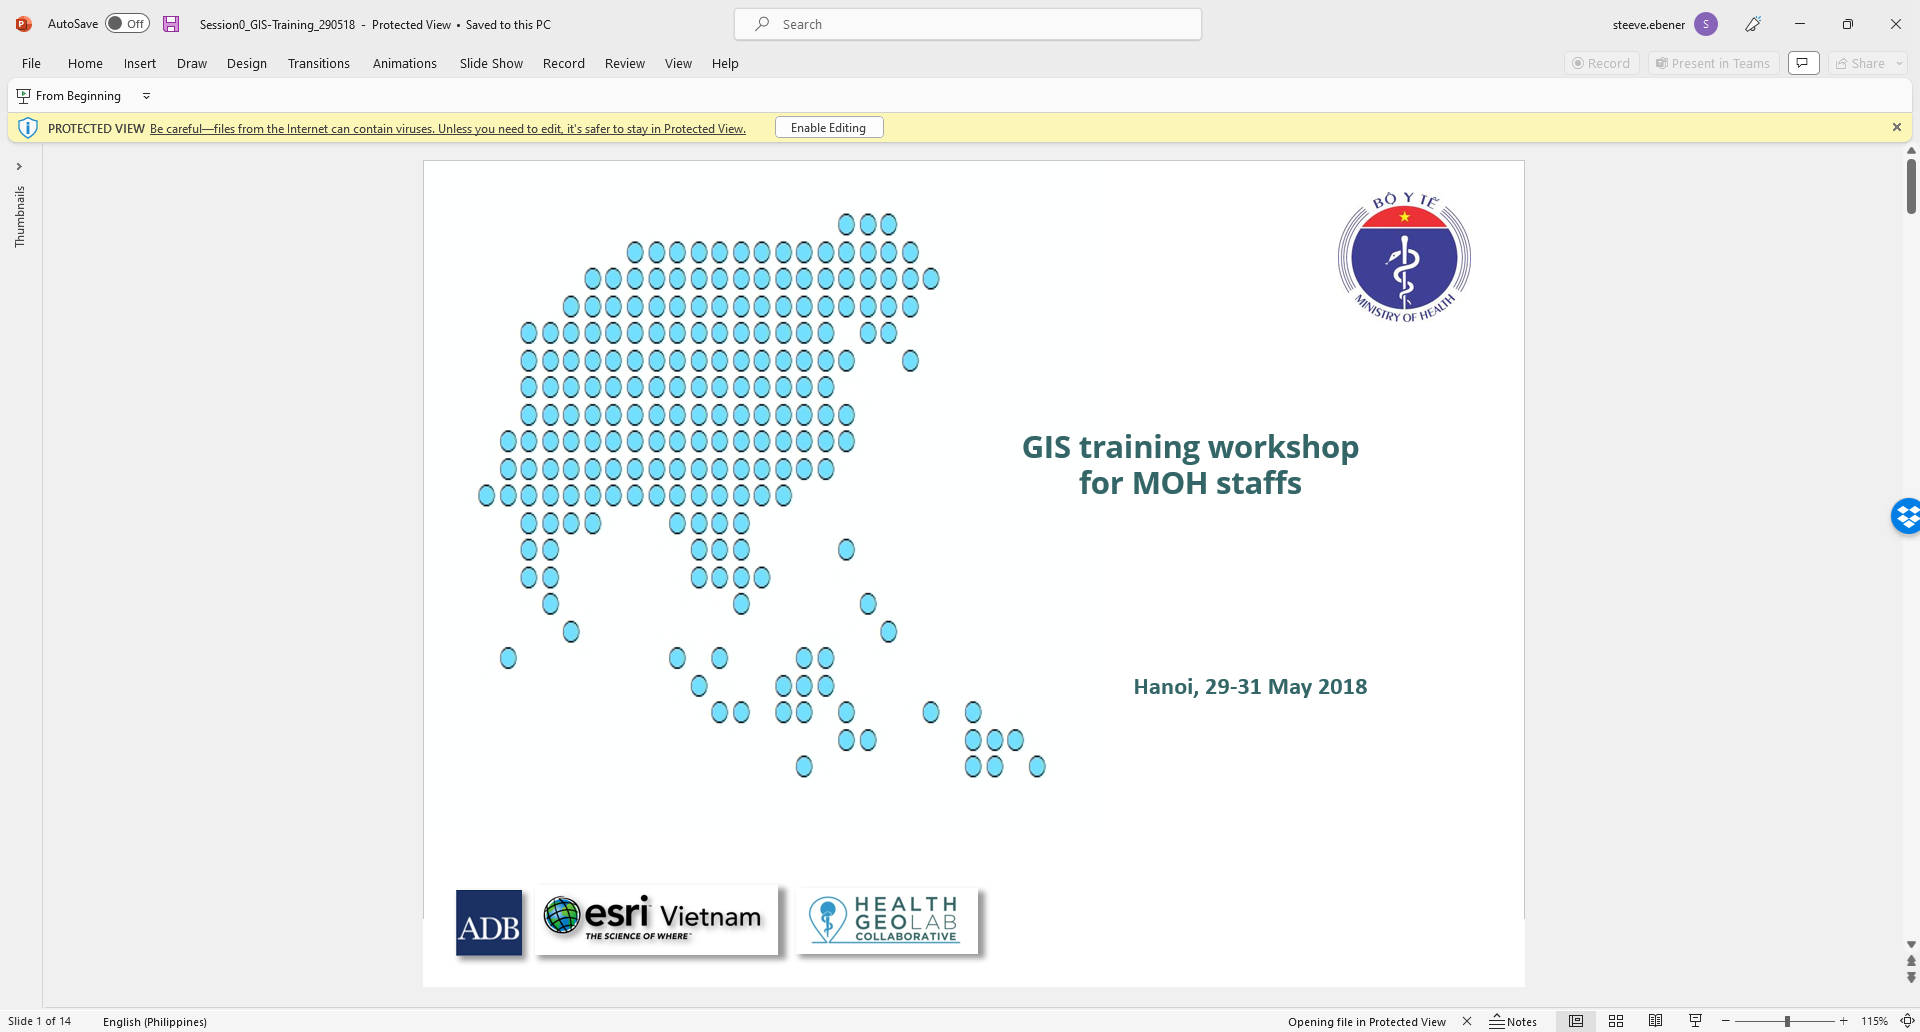 AutoSave Off Session0_GIS-Training_290518 - Protected View • Saved to this PC Search steeve.ebener S
File Home Insert Draw Design Transitions Animations Slide Show Record Review View Help Record Present in Teams Share
From Beginning
PROTECTED VIEW Be careful—files from the Internet can contain viruses. Unless you need to edit, it's safer to stay in Protected View. Enable Editing
Thumbnails
BỘ Y TẾ
MINISTRY OF HEALTH
GIS training workshop
for MOH staffs
Hanoi, 29-31 May 2018
ADB
esri Vietnam
THE SCIENCE OF WHERE™
HEALTH
GEOLAB
COLLABORATIVE
Slide 1 of 14 English (Philippines) Opening file in Protected View Notes 115%